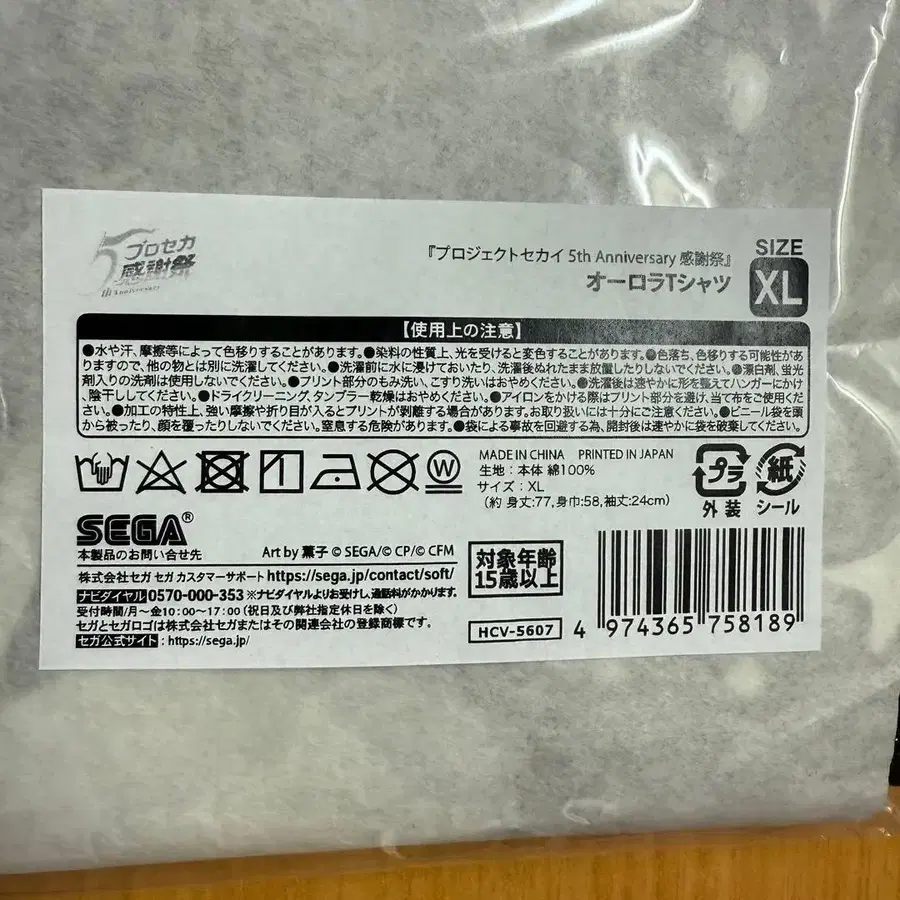 5
th Anniversary
プロセカ
感謝祭
『プロジェクトセカイ 5th Anniversary 感謝祭』
オーロラTシャツ
SIZE
XL
【使用上の注意】
●水や汗、摩擦等によって色移りすることがあります。●染料の性質上、光を受けると変色することがあります。●色落ち、色移りする可能性がありま
すので、他の物とは別に洗濯してください。●洗濯前に水に浸けておいたり、洗濯後ぬれたまま放置したりしないでください。●漂白剤、蛍光
剤入りの洗剤は使用しないでください。●プリント部分のもみ洗い、こすり洗いはおやめください。●洗濯後は速やかに形を整えてハンガーにかけ
、陰干ししてください。●ドライクリーニング、タンブラー乾燥はおやめください。●アイロンをかける際はプリント部分を避け、当て布をご使用くださ
い。●加工の特性上、強い摩擦や折り目が入るとプリントが剥離する場合があります。お取り扱いには十分にご注意ください。●ビニール袋を頭
から被ったり、顔を覆ったりしないでください。窒息する危険があります。●袋による事故を回避する為、開封後は速やかに袋を破棄してください。
W
MADE IN CHINA PRINTED IN JAPAN
生地：本体 綿100%
サイズ：XL
（約 身丈:77,身巾:58,袖丈:24cm）
プラ
外装
紙
シール
SEGA®
本製品のお問い合せ先
Art by 薫子 © SEGA/© CP/© CFM
株式会社セガ セガ カスタマーサポート https://sega.jp/contact/soft/
ナビダイヤル 0570-000-353 ※ナビダイヤルよりお受けし、通話料がかかります。
受付時間/月〜金10:00〜17:00（祝日及び弊社指定休日を除く）
セガとセガロゴは株式会社セガまたはその関連会社の登録商標です。
セガ公式サイト：https://sega.jp/
対象年齢
15歳以上
HCV-5607
4 974365 758189